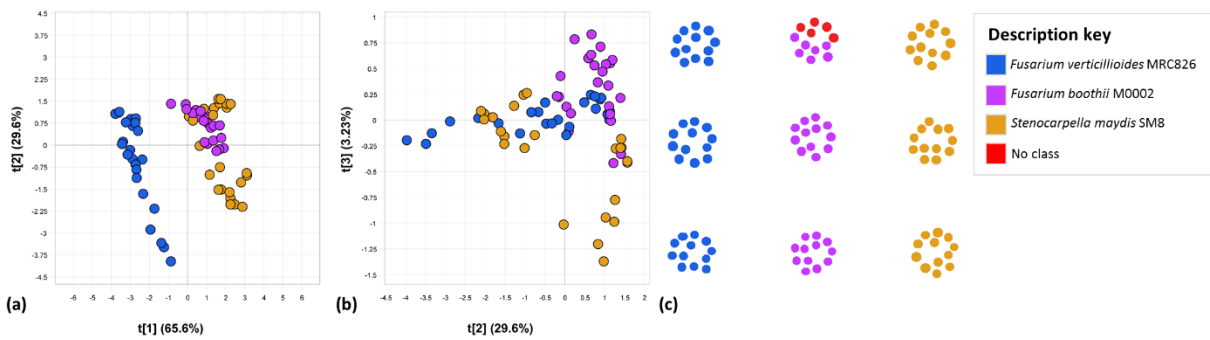 4.5
3.75
3
2.25
1.5
0.75
0
-0.75
-1.5
-2.25
-3
-3.75
-4.5
t[2] (29.6%)
-6 -5 -4 -3 -2 -1 0 1 2 3 4 5 6
t[1] (65.6%)
(a)
1
0.75
0.5
0.25
0
-0.25
-0.5
-0.75
-1
-1.25
-1.5
t[3] (3.23%)
-4.5 -4 -3.5 -3 -2.5 -2 -1.5 -1 -0.5 0 0.5 1 1.5 2
t[2] (29.6%)
(b)
(c)
Description key
Fusarium verticillioides MRC826
Fusarium boothii M0002
Stenocarpella maydis SM8
No class